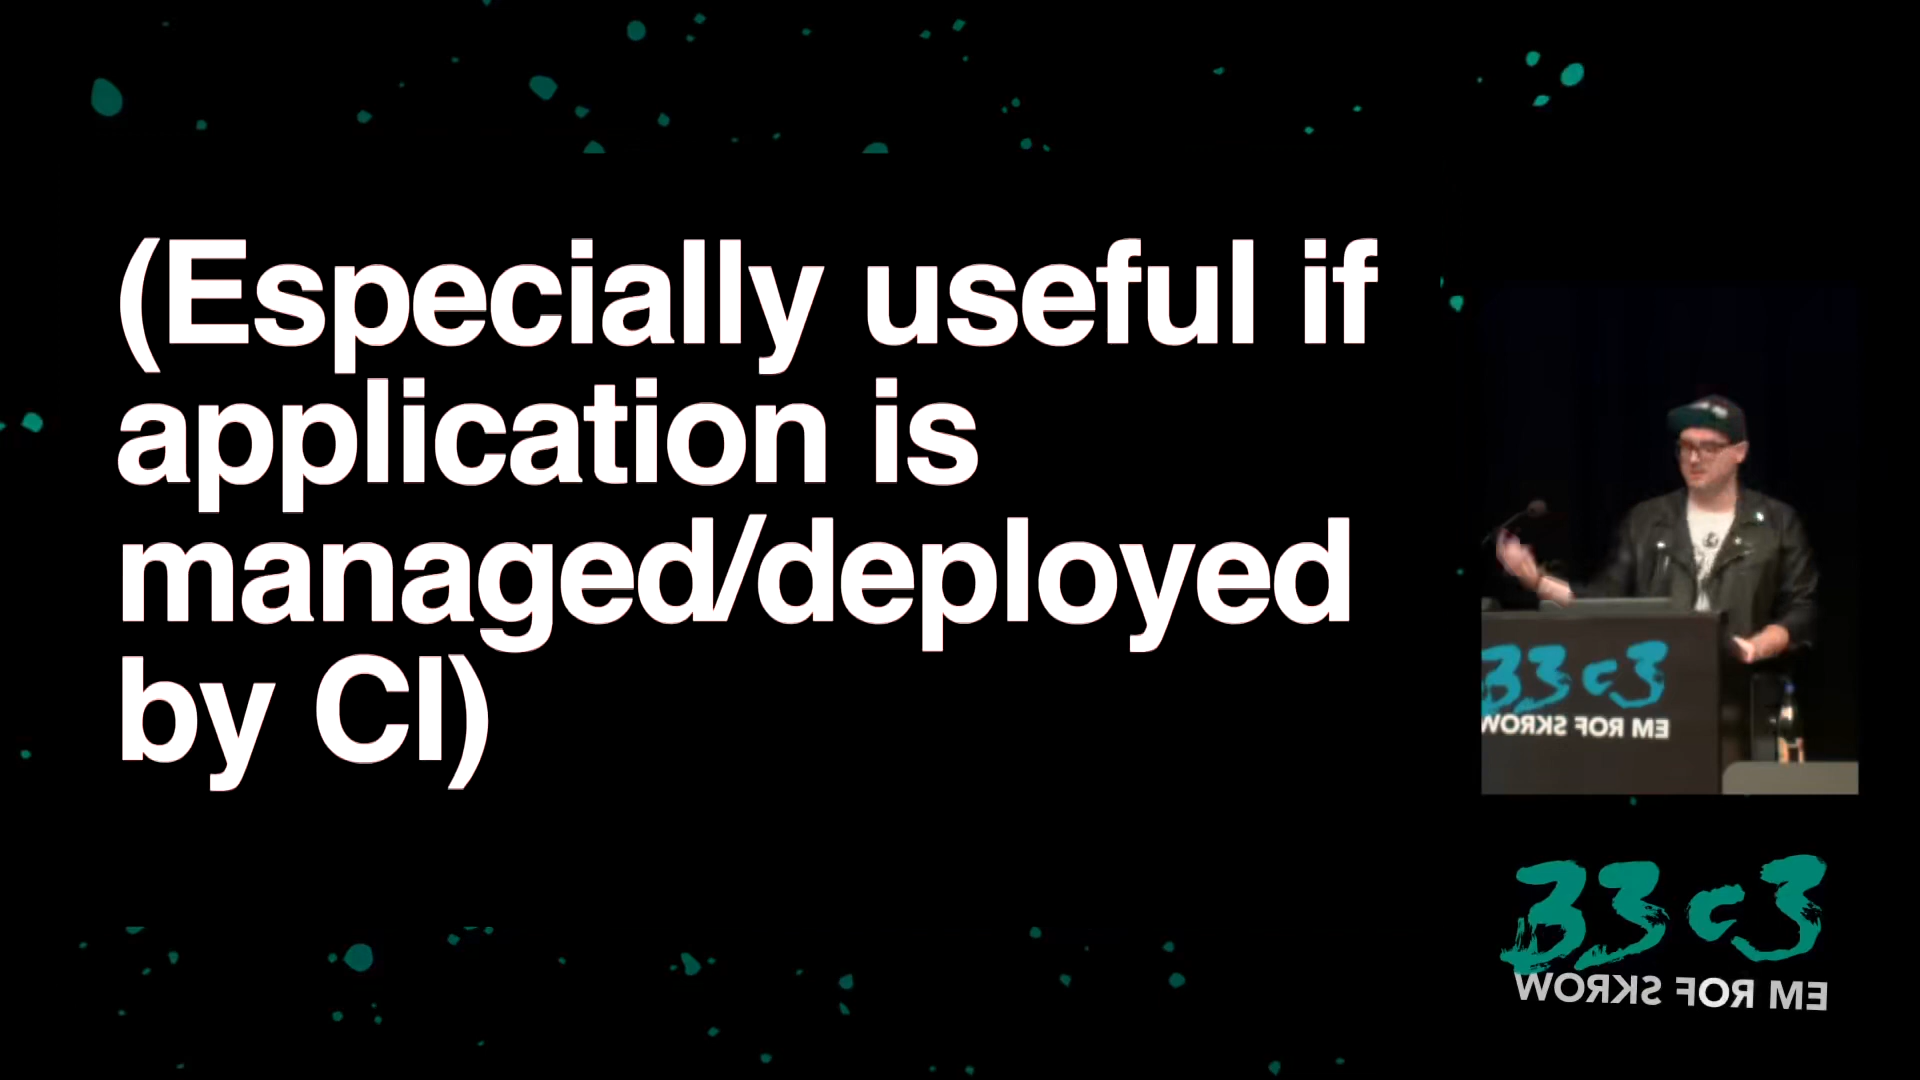 (Especially useful if
application is
managed/deployed
by CI)
33c3
WORKS FOR ME
33c3
WORKS FOR ME